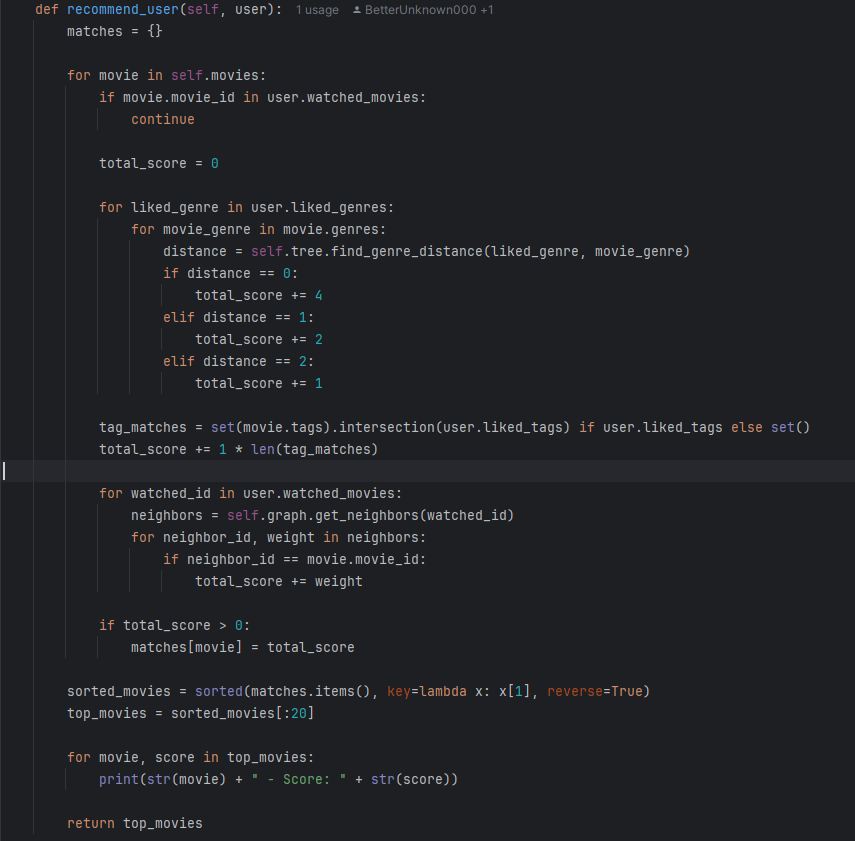 def recommend_user(self, user): 1 usage BetterUnknown000 +1
    matches = {}

    for movie in self.movies:
        if movie.movie_id in user.watched_movies:
            continue

        total_score = 0

        for liked_genre in user.liked_genres:
            for movie_genre in movie.genres:
                distance = self.tree.find_genre_distance(liked_genre, movie_genre)
                if distance == 0:
                    total_score += 4
                elif distance == 1:
                    total_score += 2
                elif distance == 2:
                    total_score += 1

        tag_matches = set(movie.tags).intersection(user.liked_tags) if user.liked_tags else set()
        total_score += 1 * len(tag_matches)

        for watched_id in user.watched_movies:
            neighbors = self.graph.get_neighbors(watched_id)
            for neighbor_id, weight in neighbors:
                if neighbor_id == movie.movie_id:
                    total_score += weight

        if total_score > 0:
            matches[movie] = total_score

    sorted_movies = sorted(matches.items(), key=lambda x: x[1], reverse=True)
    top_movies = sorted_movies[:20]

    for movie, score in top_movies:
        print(str(movie) + " - Score: " + str(score))

    return top_movies